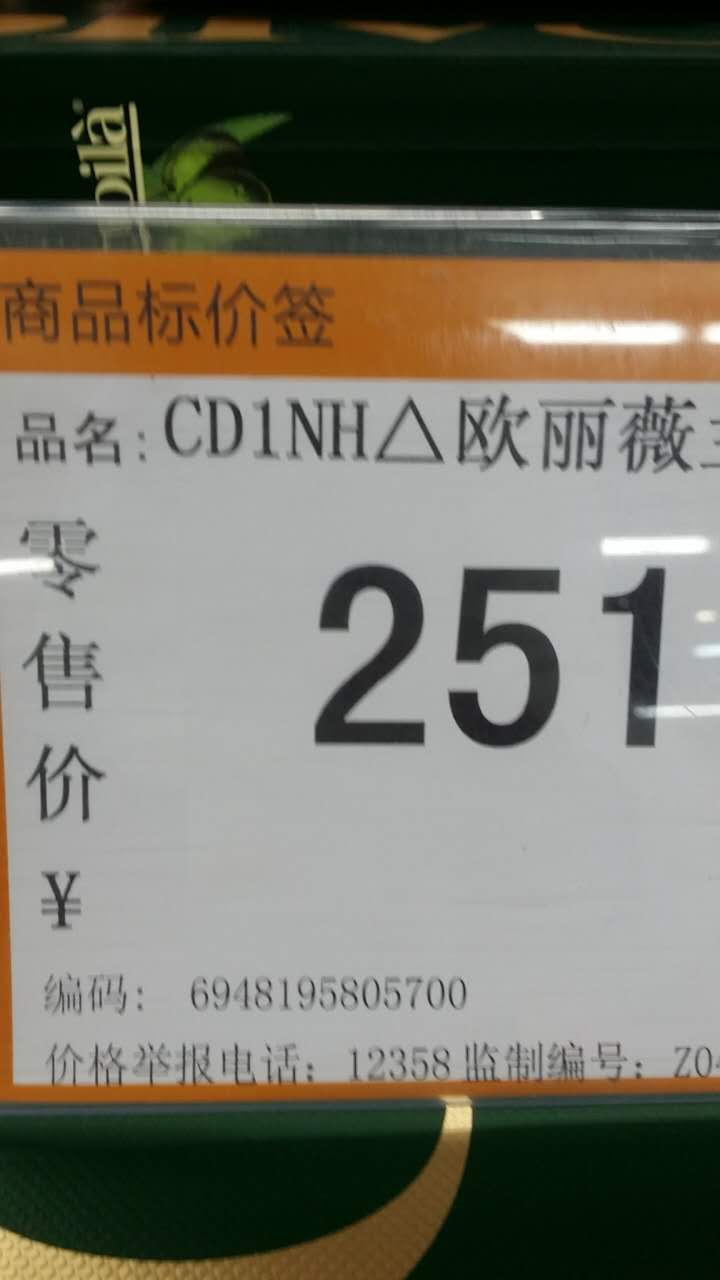 商品标价签
品名:CD1NH△欧丽薇
零售价
¥
251
编码: 6948195805700
价格举报电话: 12358 监制编号: Z0